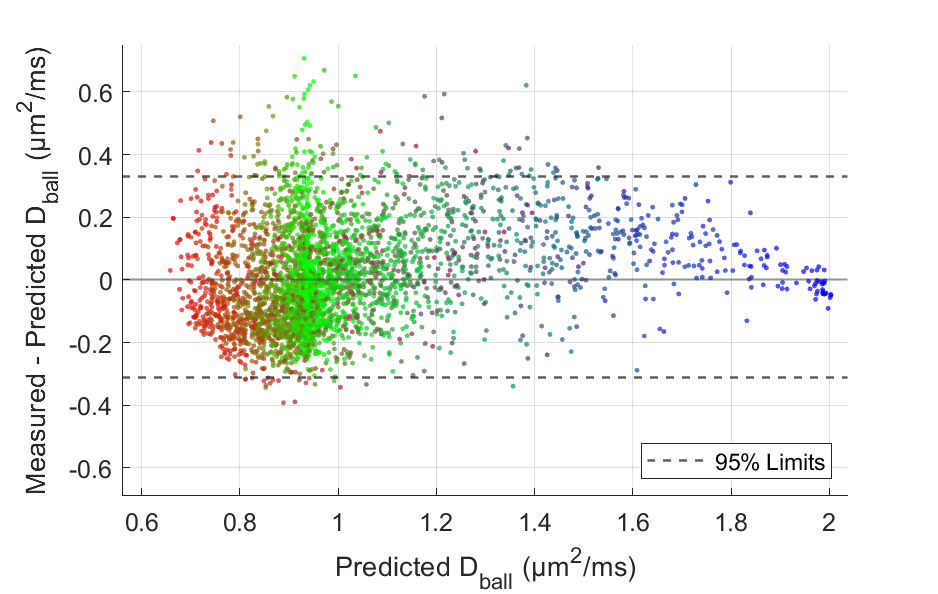 Measured - Predicted D_ball (μm²/ms)
0.6
0.4
0.2
0
-0.2
-0.4
-0.6
95% Limits
0.6 0.8 1 1.2 1.4 1.6 1.8 2
Predicted D_ball (μm²/ms)